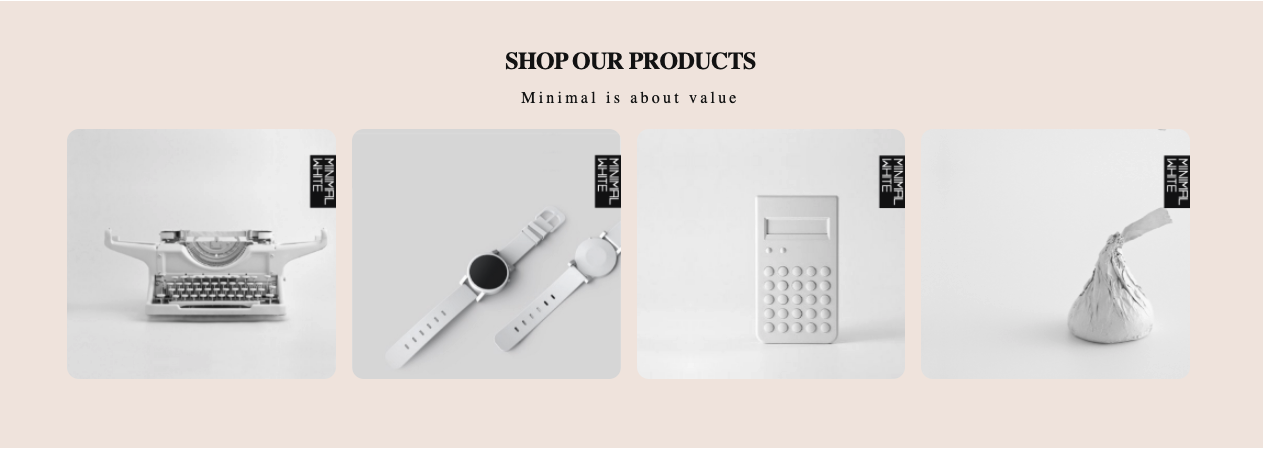 SHOP OUR PRODUCTS
Minimal is about value
MINIMAL
WHITE
MINIMAL
WHITE
MINIMAL
WHITE
MINIMAL
WHITE